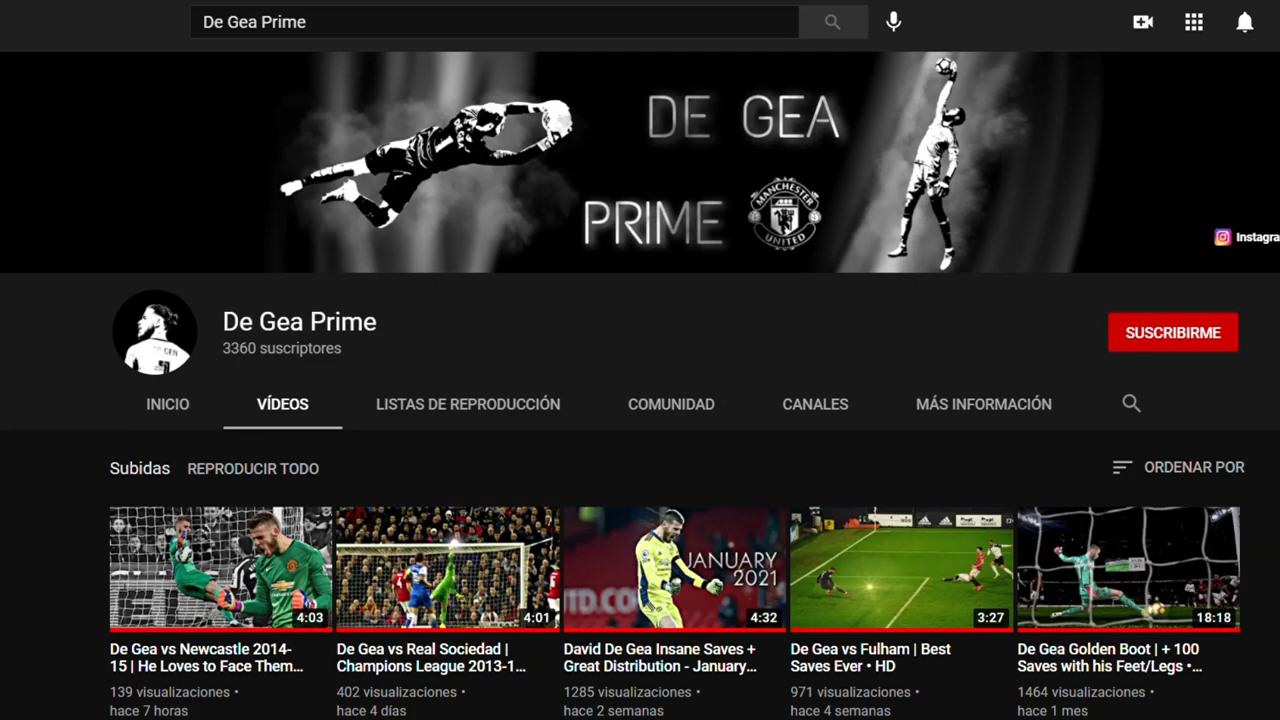 De Gea Prime
DE GEA
PRIME
MANCHESTER
UNITED
Instagra
De Gea Prime
3360 suscriptores
SUSCRIBIRME
INICIO
VÍDEOS
LISTAS DE REPRODUCCIÓN
COMUNIDAD
CANALES
MÁS INFORMACIÓN
Subidas
REPRODUCIR TODO
ORDENAR POR
JANUARY
2021
4:03
4:01
4:32
3:27
18:18
De Gea vs Newcastle 2014-
15 | He Loves to Face Them...
139 visualizaciones •
hace 7 horas
De Gea vs Real Sociedad |
Champions League 2013-1...
402 visualizaciones •
hace 4 días
David De Gea Insane Saves +
Great Distribution - January...
1285 visualizaciones •
hace 2 semanas
De Gea vs Fulham | Best
Saves Ever • HD
971 visualizaciones •
hace 4 semanas
De Gea Golden Boot | + 100
Saves with his Feet/Legs •...
1464 visualizaciones •
hace 1 mes